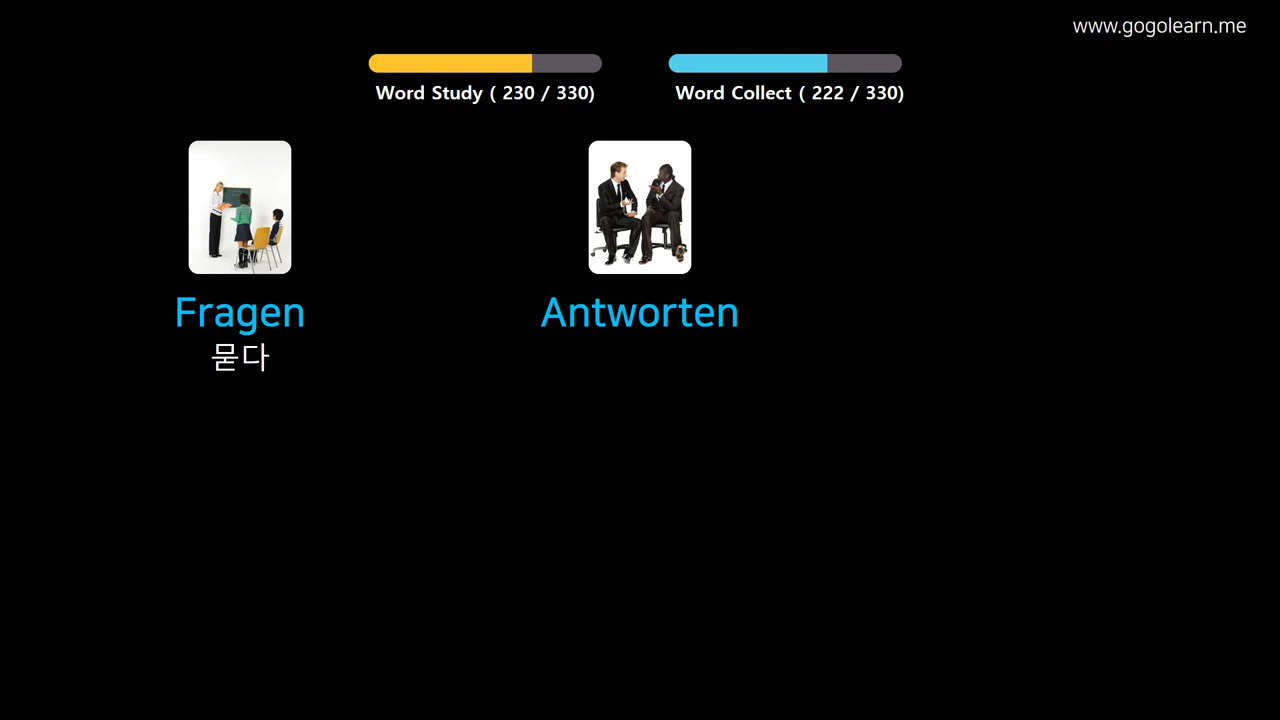 www.gogolearn.me
Word Study ( 230 / 330)
Word Collect ( 222 / 330)
Fragen
묻다
Antworten